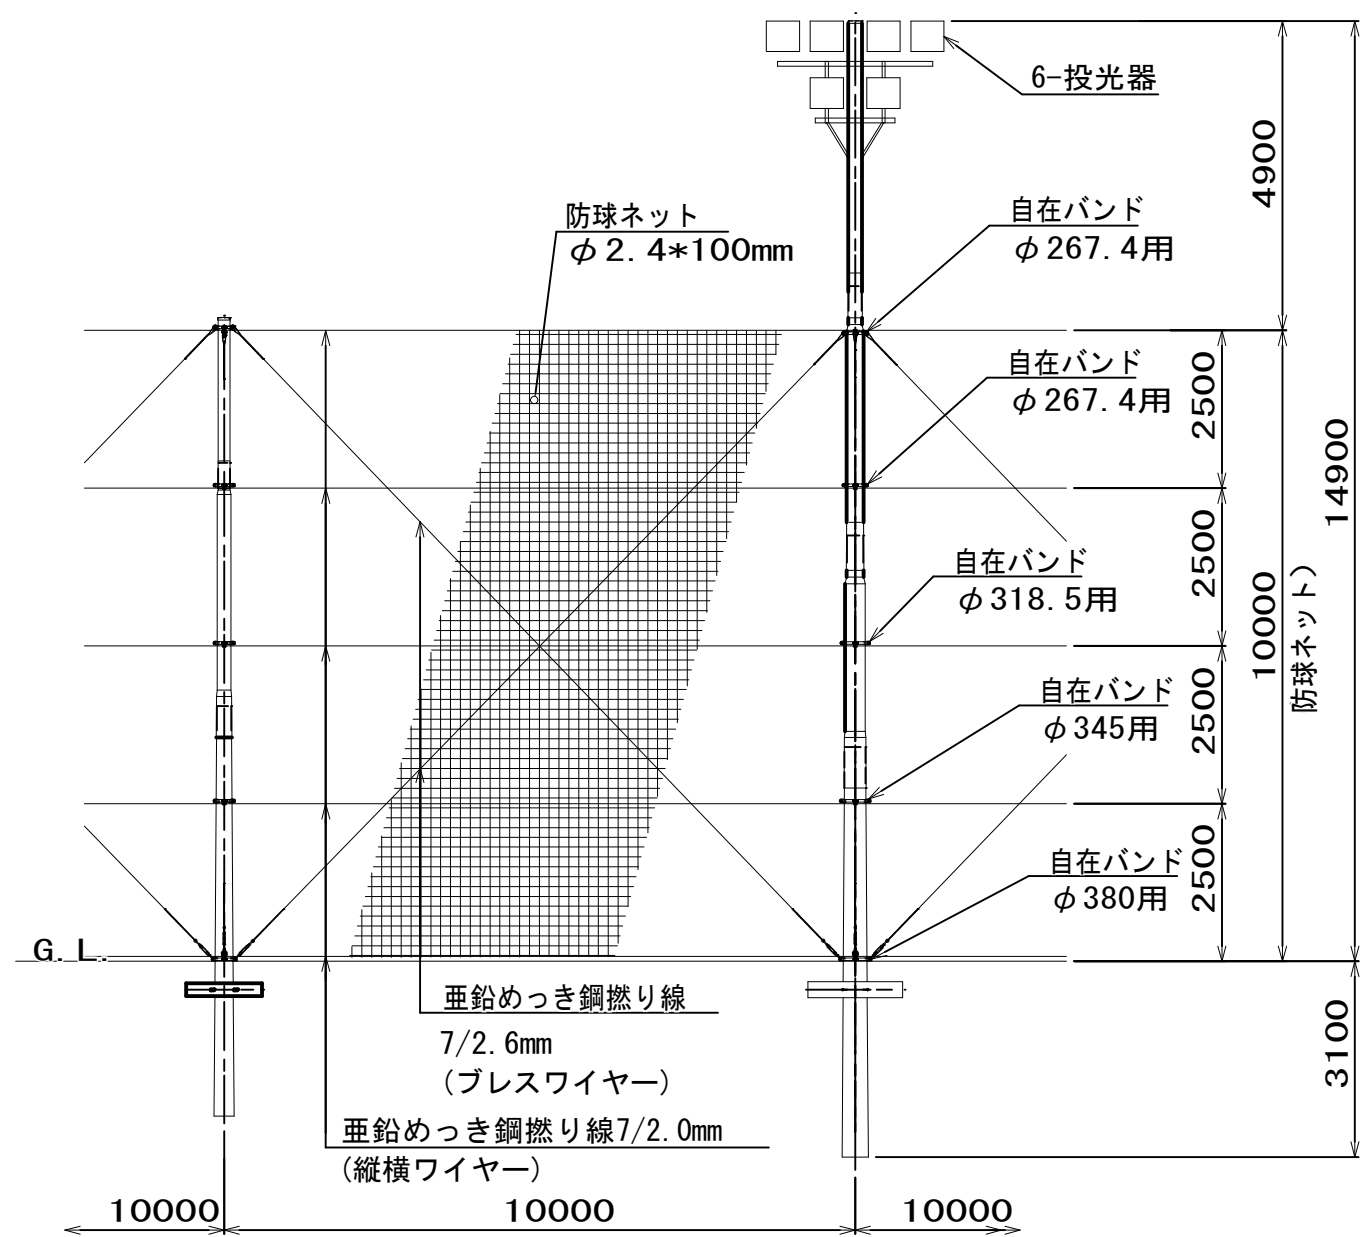 6-投光器
4900
自在バンド
φ267.4用
防球ネット
φ2.4*100mm
自在バンド
φ267.4用
2500
14900
自在バンド
φ318.5用
2500
10000
防球ネット)
自在バンド
φ345用
2500
自在バンド
φ380用
2500
G.L.
亜鉛めっき鋼撚り線
7/2.6mm
(ブレスワイヤー)
3100
亜鉛めっき鋼撚り線7/2.0mm
(縦横ワイヤー)
10000
10000
10000